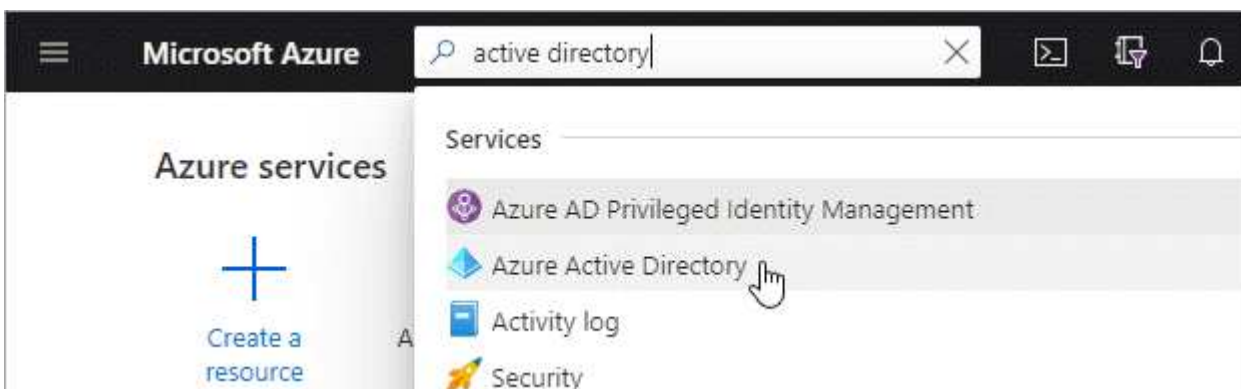 Microsoft Azure
active directory
Azure services
Services
Azure AD Privileged Identity Management
Azure Active Directory
Activity log
Security
Create a
resource
A